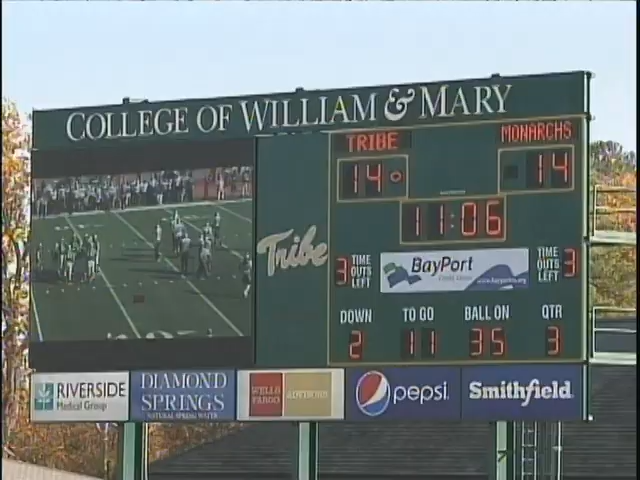 COLLEGE OF WILLIAM & MARY
TRIBE
MONARCHS
14
14
11:06
Tribe
3
TIME
OUTS
LEFT
BayPort
TIME
OUTS
LEFT
3
DOWN
TO GO
BALL ON
QTR
2
11
35
3
RIVERSIDE
Medical Group
DIAMOND
SPRINGS
NATURAL SPRING WATER
WELLS
FARGO
ADVISORS
pepsi
Smithfield